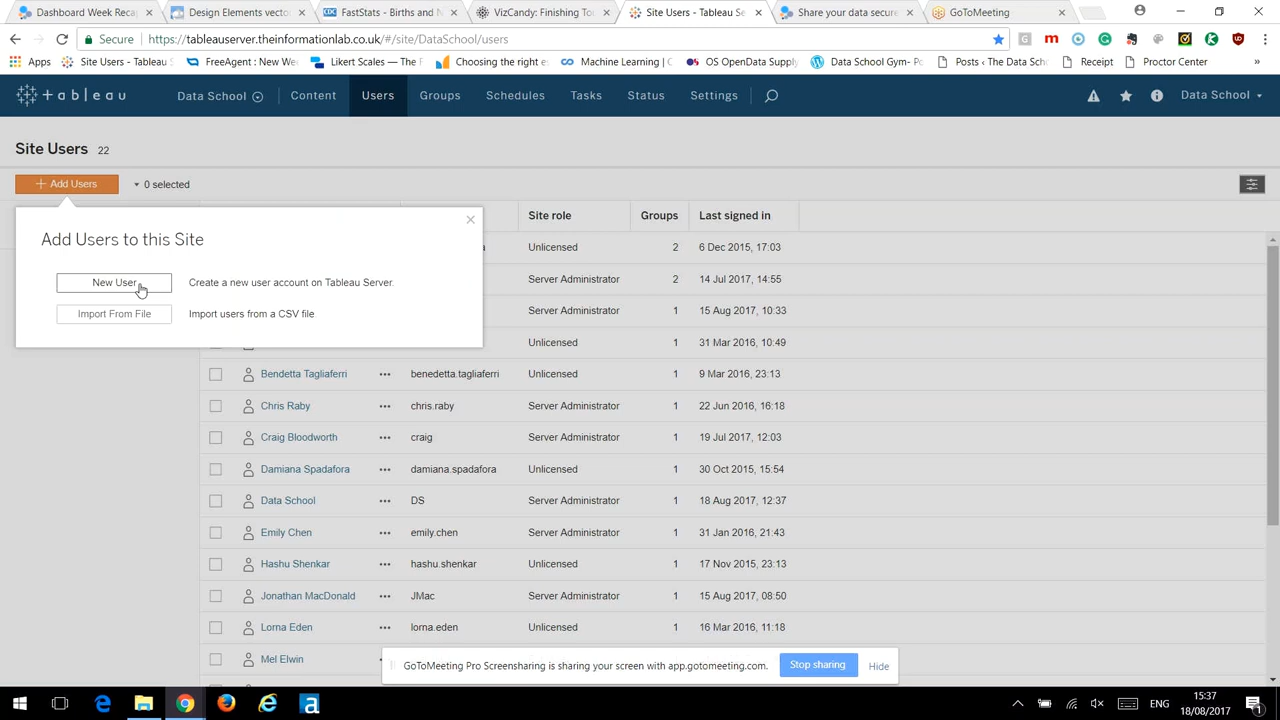 Dashboard Week Recap
Design Elements vector
FastStats - Births and N
VizCandy: Finishing Tou
Site Users - Tableau Se
Share your data secure
GoToMeeting
Secure
https://tableauserver.theinformationlab.co.uk/#/site/DataSchool/users
Apps
Site Users - Tableau S
FreeAgent : New Wee
Likert Scales — The F
Choosing the right e
Machine Learning | C
OS OpenData Supply
Data School Gym- Po
Posts ‹ The Data Scho
Receipt
Proctor Center
»
+ a b l e a u
Data School
Content
Users
Groups
Schedules
Tasks
Status
Settings
Data School
Site Users 22
+ Add Users
0 selected
Add Users to this Site
New User
Create a new user account on Tableau Server.
Import From File
Import users from a CSV file
Site role Groups Last signed in
Unlicensed 2 6 Dec 2015, 17:03
Server Administrator 2 14 Jul 2017, 14:55
Server Administrator 1 15 Aug 2017, 10:33
Unlicensed 1 31 Mar 2016, 10:49
Bendetta Tagliaferri ••• benedetta.tagliaferri Unlicensed 1 9 Mar 2016, 23:13
Chris Raby ••• chris.raby Server Administrator 1 22 Jun 2016, 16:18
Craig Bloodworth ••• craig Server Administrator 1 19 Jul 2017, 12:03
Damiana Spadafora ••• damiana.spadafora Unlicensed 1 30 Oct 2015, 15:54
Data School ••• DS Server Administrator 1 18 Aug 2017, 12:37
Emily Chen ••• emily.chen Server Administrator 1 31 Jan 2016, 21:43
Hashu Shenkar ••• hashu.shenkar Unlicensed 1 17 Nov 2015, 23:13
Jonathan MacDonald ••• JMac Server Administrator 1 15 Aug 2017, 08:50
Lorna Eden ••• lorna.eden Unlicensed 1 16 Mar 2016, 11:18
Mel Elwin
GoToMeeting Pro Screensharing is sharing your screen with app.gotomeeting.com.
Stop sharing
Hide
ENG
15:37
18/08/2017
1